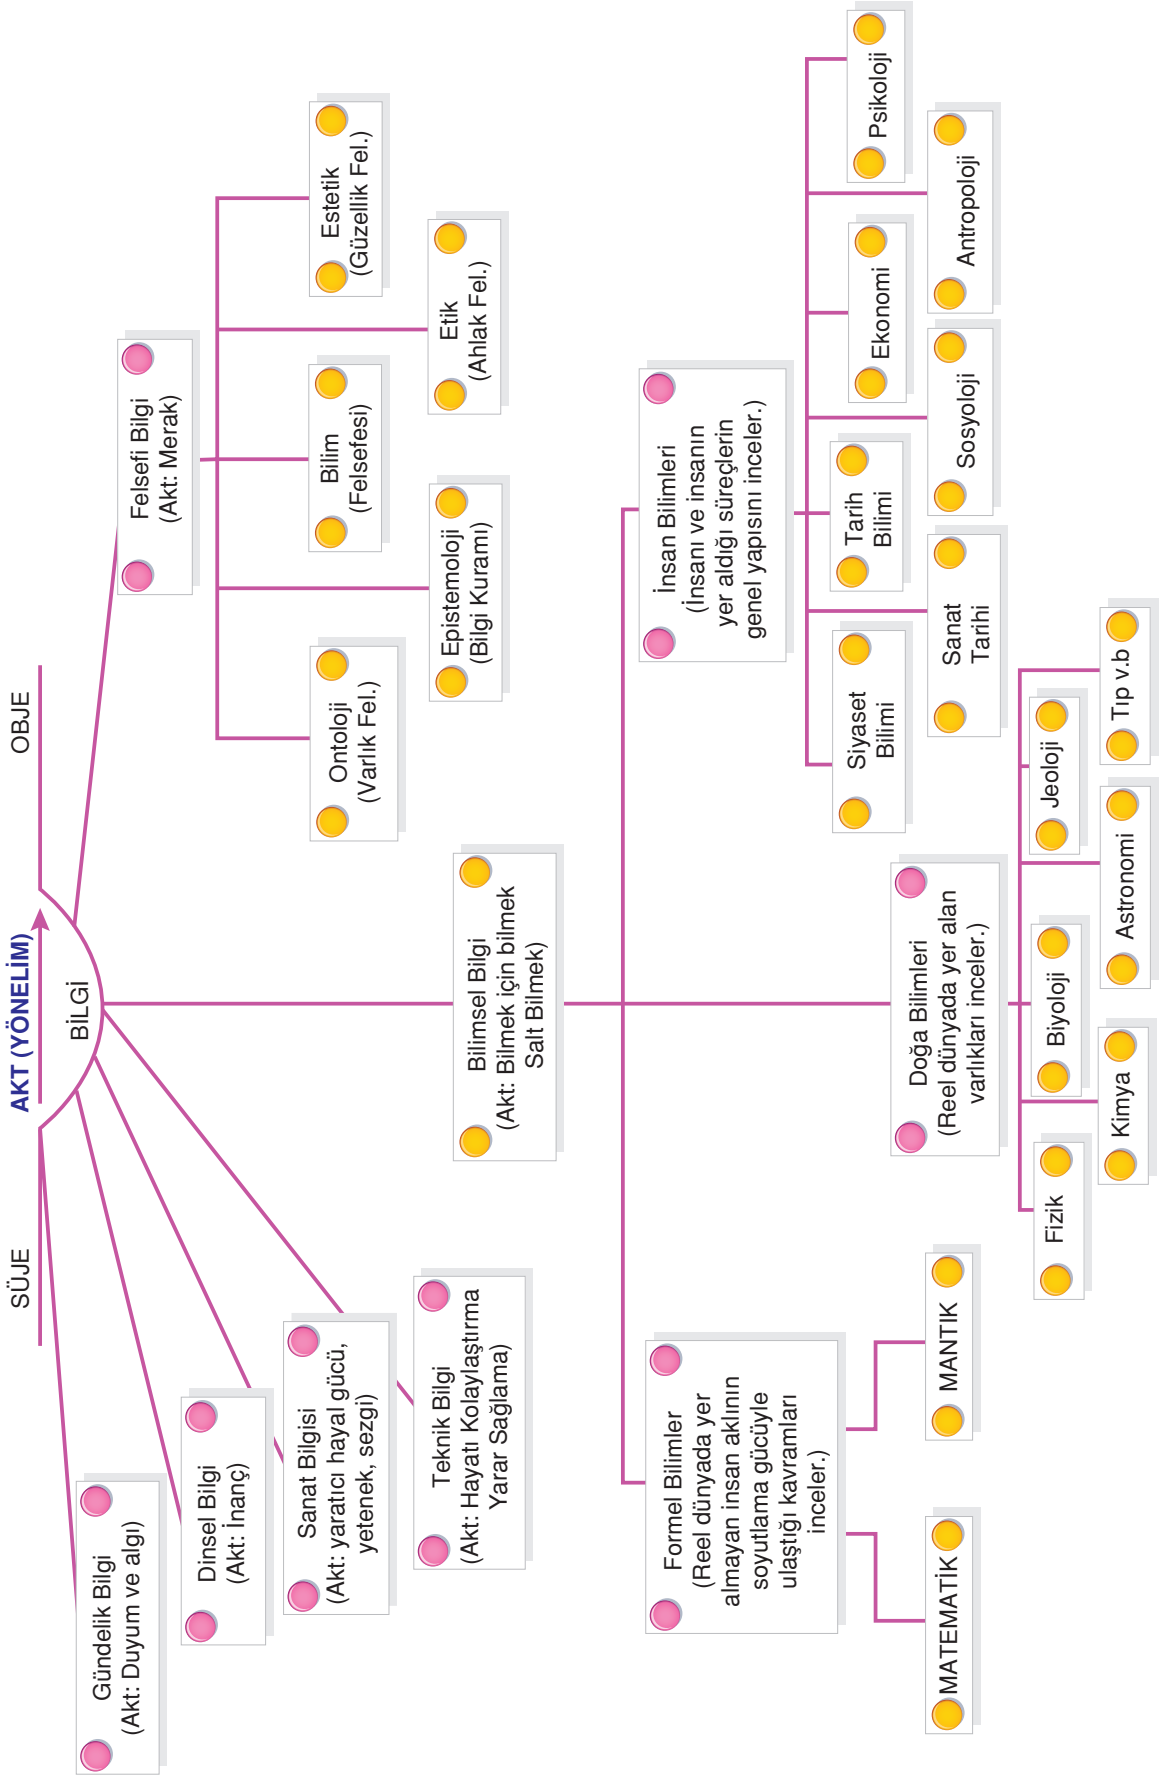 SÜJE
AKT (YÖNELİM)
OBJE
BİLGİ
Gündelik Bilgi
(Akt: Duyum ve algı)
Dinsel Bilgi
(Akt: İnanç)
Sanat Bilgisi
(Akt: yaratıcı hayal gücü,
yetenek, sezgi)
Teknik Bilgi
(Akt: Hayatı Kolaylaştırma
Yarar Sağlama)
Bilimsel Bilgi
(Akt: Bilmek için bilmek
Salt Bilmek)
Felsefi Bilgi
(Akt: Merak)
Ontoloji
(Varlık Fel.)
Epistemoloji
(Bilgi Kuramı)
Bilim
(Felsefesi)
Etik
(Ahlak Fel.)
Estetik
(Güzellik Fel.)
Formel Bilimler
(Reel dünyada yer
almayan insan aklının
soyutlama gücüyle
ulaştığı kavramları
inceler.)
MATEMATİK
MANTIK
Doğa Bilimleri
(Reel dünyada yer alan
varlıkları inceler.)
Fizik
Kimya
Biyoloji
Astronomi
Jeoloji
Tıp v.b
İnsan Bilimleri
(İnsanı ve insanın
yer aldığı süreçlerin
genel yapısını inceler.)
Siyaset
Bilimi
Sanat
Tarihi
Tarih
Bilimi
Sosyoloji
Ekonomi
Antropoloji
Psikoloji